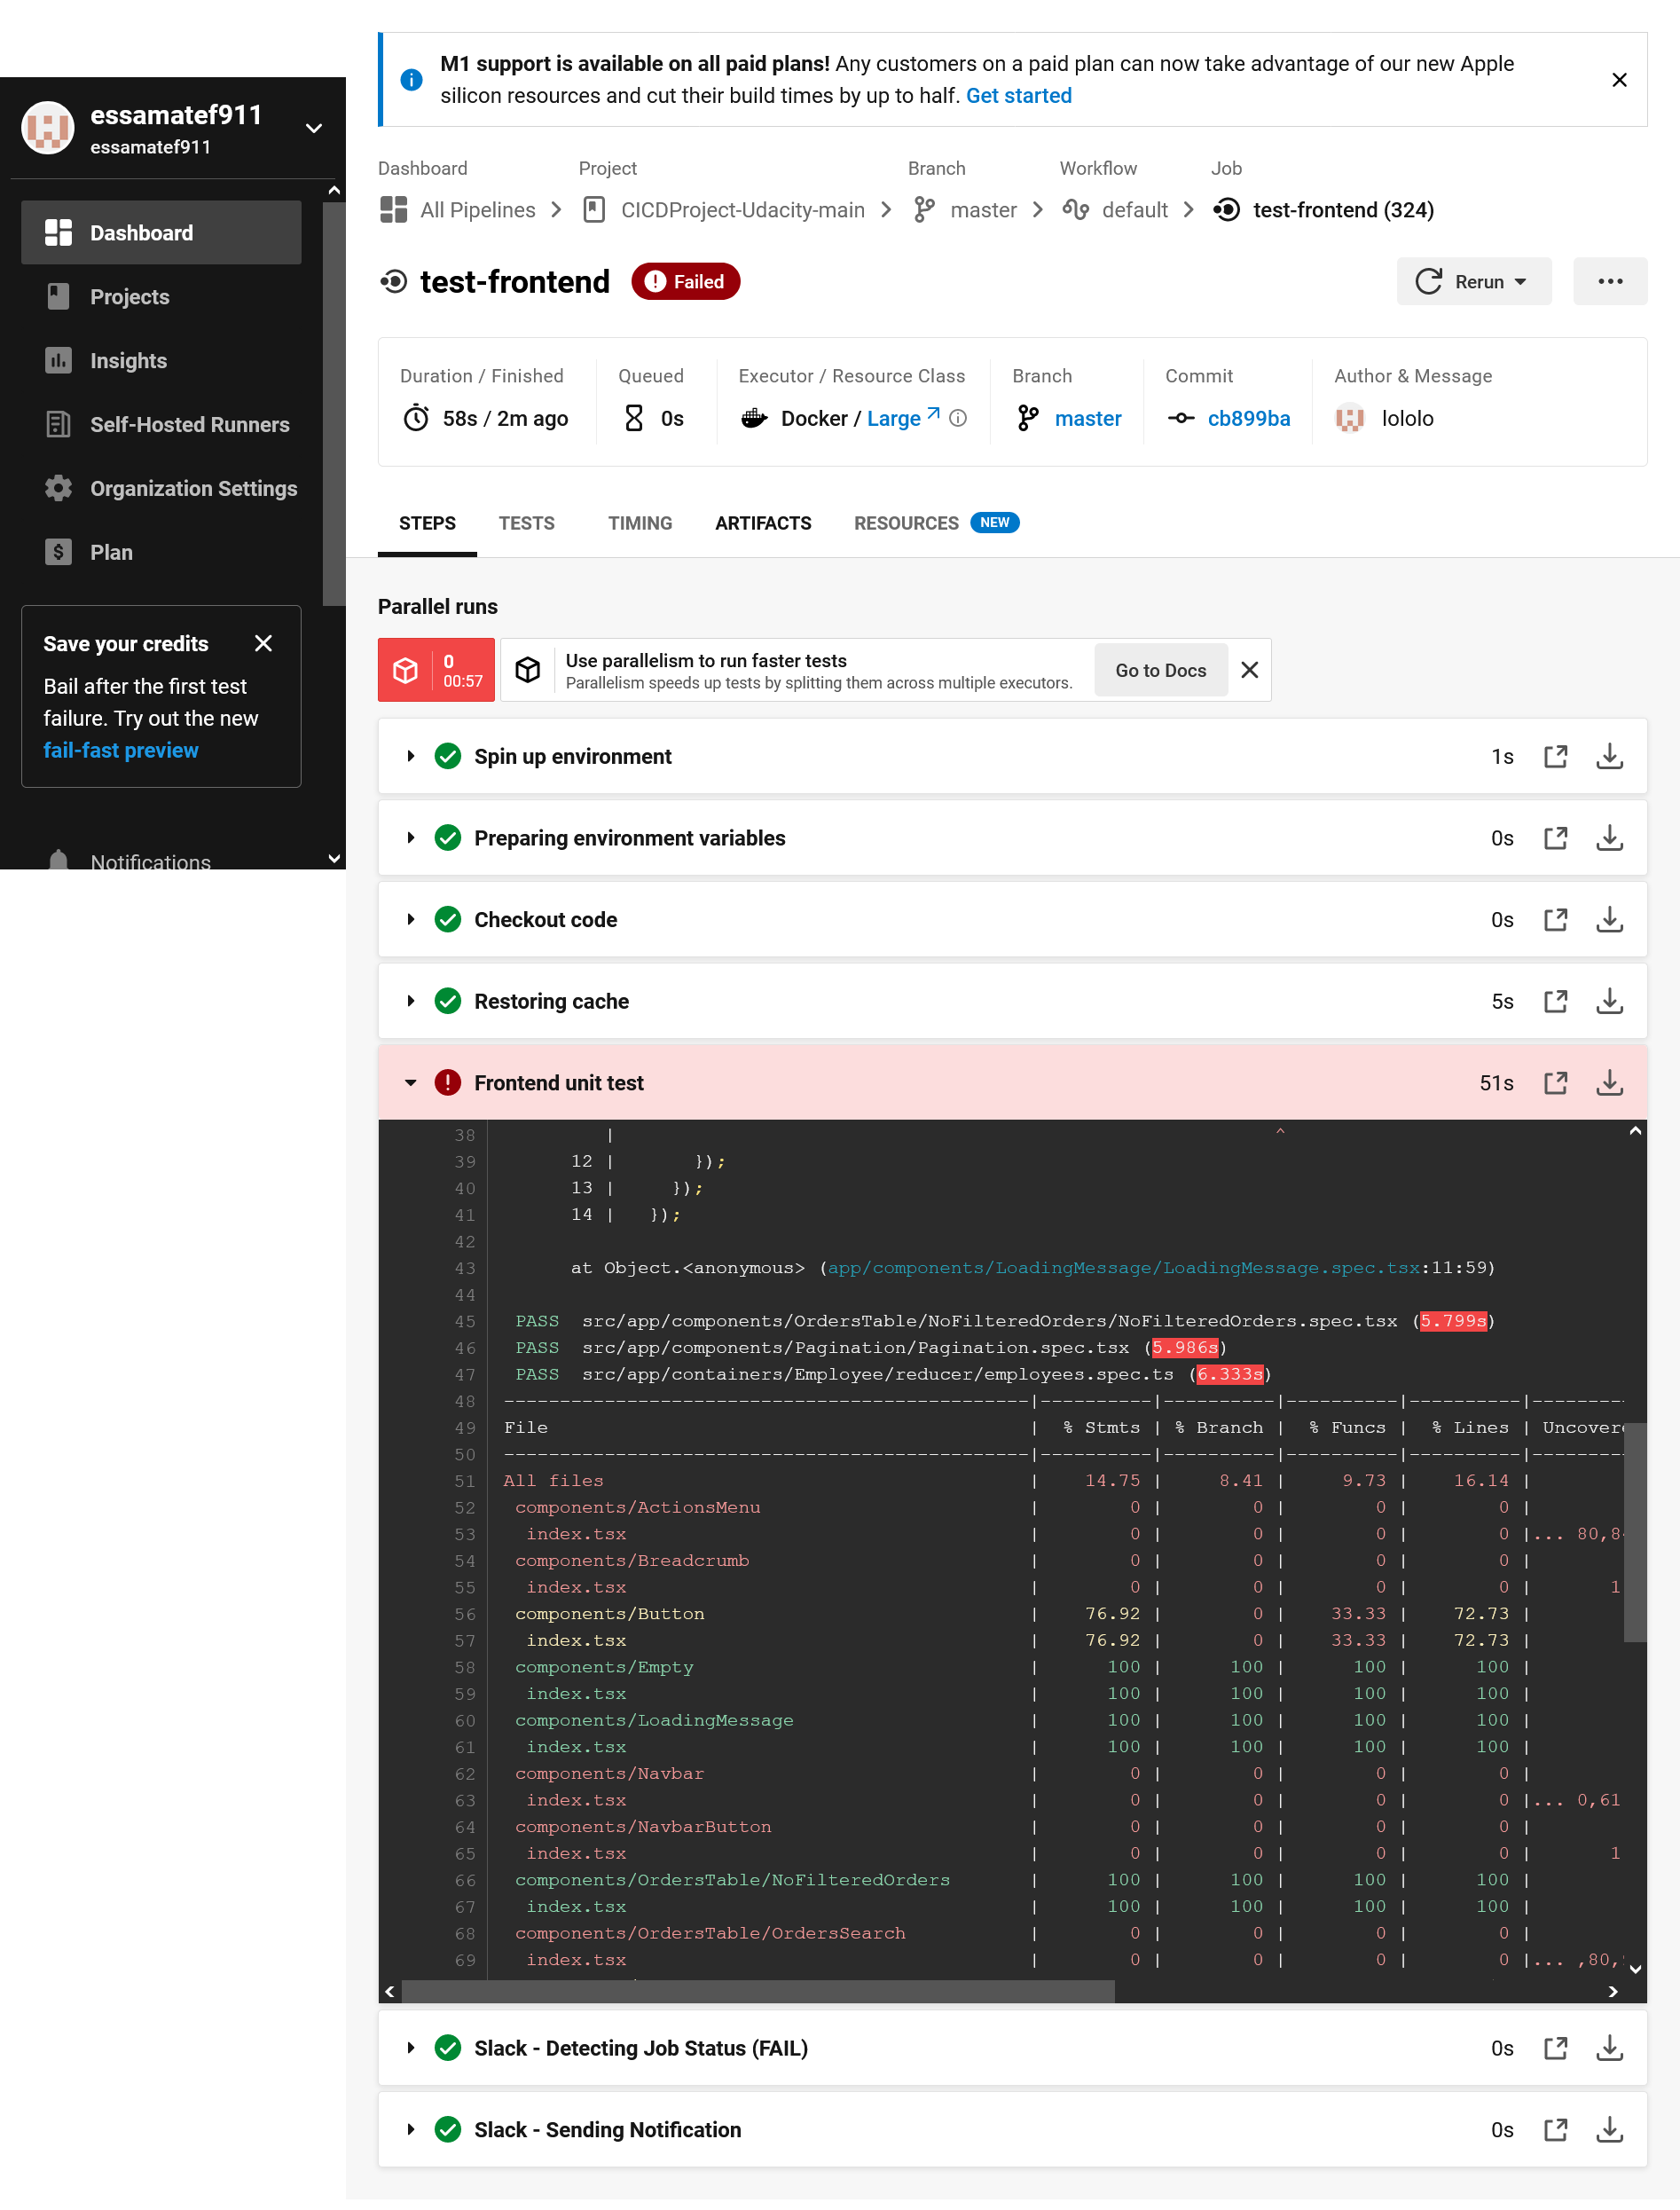 M1 support is available on all paid plans! Any customers on a paid plan can now take advantage of our new Apple
silicon resources and cut their build times by up to half. Get started
essamatef911
essamatef911
Dashboard
Projects
Insights
Self-Hosted Runners
Organization Settings
Plan
Save your credits
Bail after the first test
failure. Try out the new
fail-fast preview
Notifications
Dashboard Project Branch Workflow Job
All Pipelines CICDProject-Udacity-main master default test-frontend (324)
test-frontend Failed Rerun
Duration / Finished Queued Executor / Resource Class Branch Commit Author & Message
58s / 2m ago 0s Docker / Large master cb899ba lololo
STEPS TESTS TIMING ARTIFACTS RESOURCES NEW
Parallel runs
0
00:57
Use parallelism to run faster tests
Parallelism speeds up tests by splitting them across multiple executors.
Go to Docs
Spin up environment 1s
Preparing environment variables 0s
Checkout code 0s
Restoring cache 5s
Frontend unit test 51s
38 | ^
39 12 | });
40 13 | });
41 14 | });
42
43 at Object.<anonymous> (app/components/LoadingMessage/LoadingMessage.spec.tsx:11:59)
44
45 PASS src/app/components/OrdersTable/NoFilteredOrders/NoFilteredOrders.spec.tsx (5.799s)
46 PASS src/app/components/Pagination/Pagination.spec.tsx (5.986s)
47 PASS src/app/containers/Employee/reducer/employees.spec.ts (6.333s)
48 -----------------------------------------------|----------|----------|----------|----------|---------
49 File | % Stmts | % Branch | % Funcs | % Lines | Uncovere
50 -----------------------------------------------|----------|----------|----------|----------|---------
51 All files | 14.75 | 8.41 | 9.73 | 16.14 |
52 components/ActionsMenu | 0 | 0 | 0 | 0 |
53 index.tsx | 0 | 0 | 0 | 0 |... 80,8
54 components/Breadcrumb | 0 | 0 | 0 | 0 |
55 index.tsx | 0 | 0 | 0 | 0 | 1
56 components/Button | 76.92 | 0 | 33.33 | 72.73 |
57 index.tsx | 76.92 | 0 | 33.33 | 72.73 |
58 components/Empty | 100 | 100 | 100 | 100 |
59 index.tsx | 100 | 100 | 100 | 100 |
60 components/LoadingMessage | 100 | 100 | 100 | 100 |
61 index.tsx | 100 | 100 | 100 | 100 |
62 components/Navbar | 0 | 0 | 0 | 0 |
63 index.tsx | 0 | 0 | 0 | 0 |... 0,61
64 components/NavbarButton | 0 | 0 | 0 | 0 |
65 index.tsx | 0 | 0 | 0 | 0 | 1
66 components/OrdersTable/NoFilteredOrders | 100 | 100 | 100 | 100 |
67 index.tsx | 100 | 100 | 100 | 100 |
68 components/OrdersTable/OrdersSearch | 0 | 0 | 0 | 0 |
69 index.tsx | 0 | 0 | 0 | 0 |... ,80,
Slack - Detecting Job Status (FAIL) 0s
Slack - Sending Notification 0s